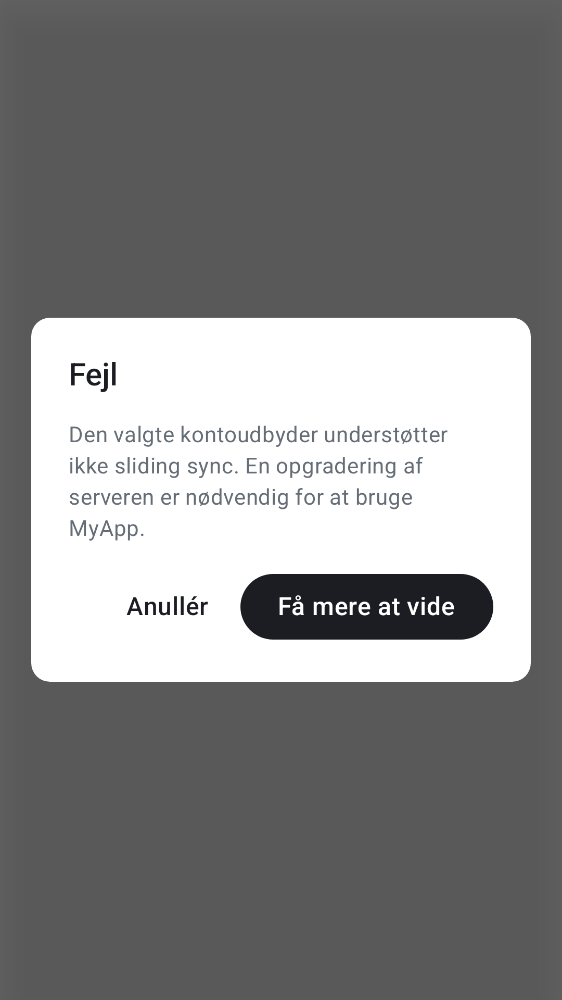 Fejl
Den valgte kontoudbyder understøtter
ikke sliding sync. En opgradering af
serveren er nødvendig for at bruge
MyApp.
Anullér
Få mere at vide